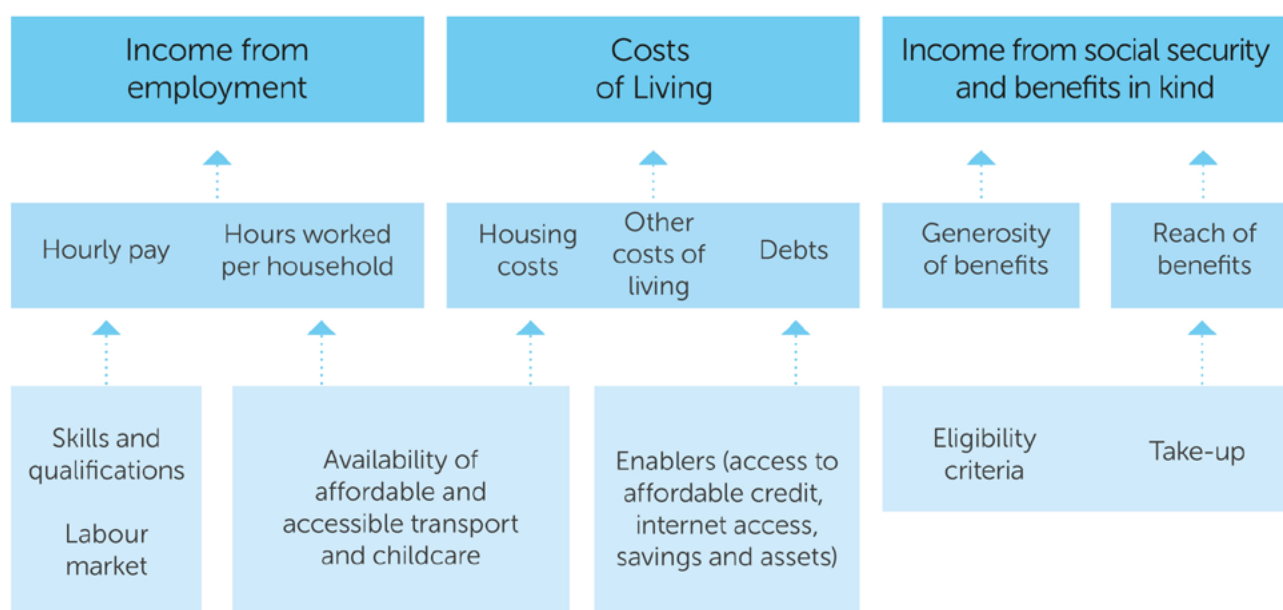 Income from
employment
Costs
of Living
Income from social security
and benefits in kind
Hourly pay
Hours worked
per household
Housing
costs
Other
costs of
living
Debts
Generosity
of benefits
Reach of
benefits
Skills and
qualifications
Labour
market
Availability of
affordable and
accessible transport
and childcare
Enablers (access to
affordable credit,
internet access,
savings and assets)
Eligibility
criteria
Take-up